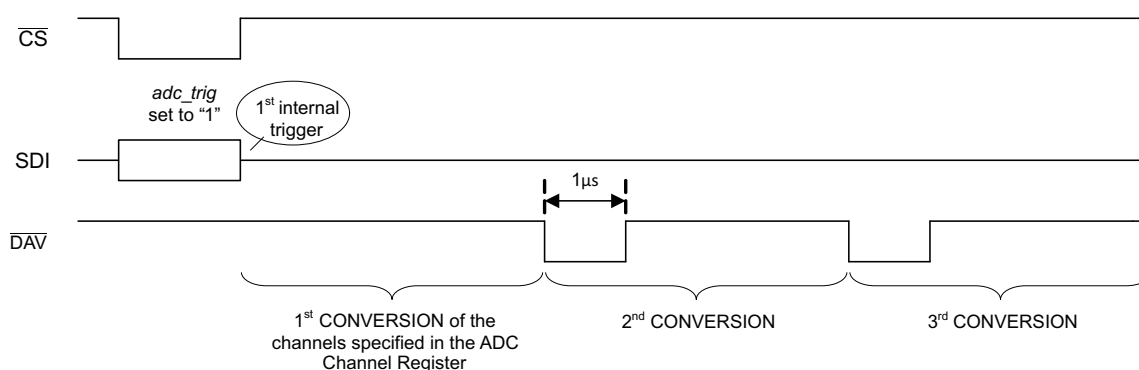 CS
adc_trig
set to “1”
1st internal
trigger
SDI
1µs
DAV
1st CONVERSION of the
channels specified in the ADC
Channel Register
2nd CONVERSION
3rd CONVERSION